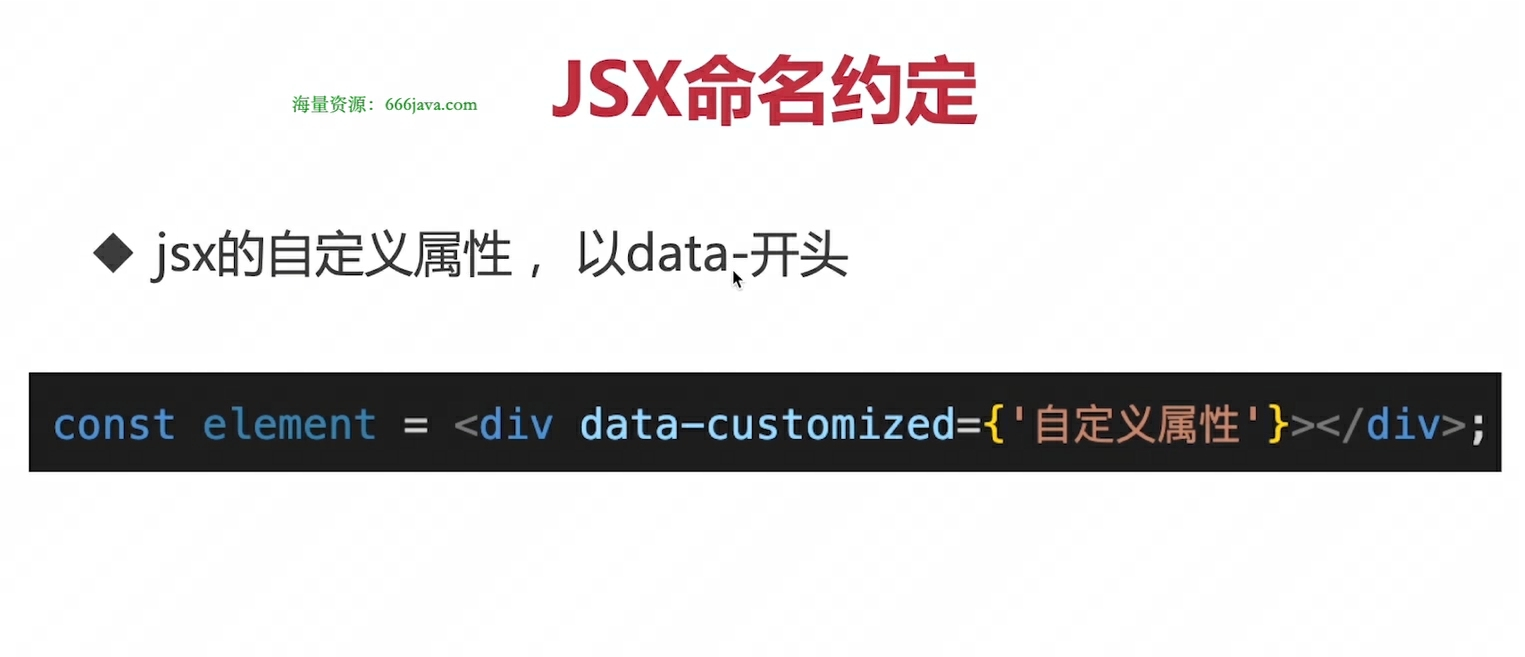 JSX命名约定
海量资源：666java.com
jsx的自定义属性， 以data-开头
const element = <div data-customized={'自定义属性'}></div>;